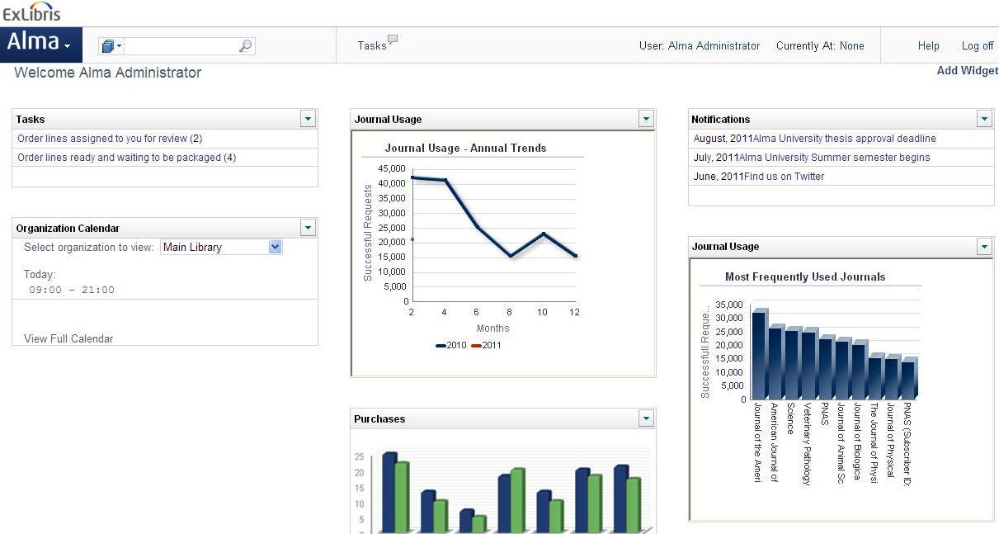 ExLibris
Alma
Tasks
User: Alma Administrator
Currently At: None
Help
Log off
Welcome Alma Administrator
Add Widget
Tasks
Order lines assigned to you for review (2)
Order lines ready and waiting to be packaged (4)
Organization Calendar
Select organization to view: Main Library
Today:
09:00 - 21:00
View Full Calendar
Journal Usage
Journal Usage - Annual Trends
Successful Requests
45,000
40,000
35,000
30,000
25,000
20,000
15,000
10,000
5,000
0
2 4 6 8 10 12
Months
2010 2011
Purchases
25
20
15
10
5
Notifications
August, 2011Alma University thesis approval deadline
July, 2011Alma University Summer semester begins
June, 2011Find us on Twitter
Journal Usage
Most Frequently Used Journals
35,000
30,000
25,000
20,000
15,000
10,000
5,000
0
Journal of the Ameri
American Journal of
Science
Veterinary Pathology
PNAS
Journal of Animal Sc
Journal of Biologica
The Journal of Physi
Journal of Physical
PNAS (Subscriber ID: